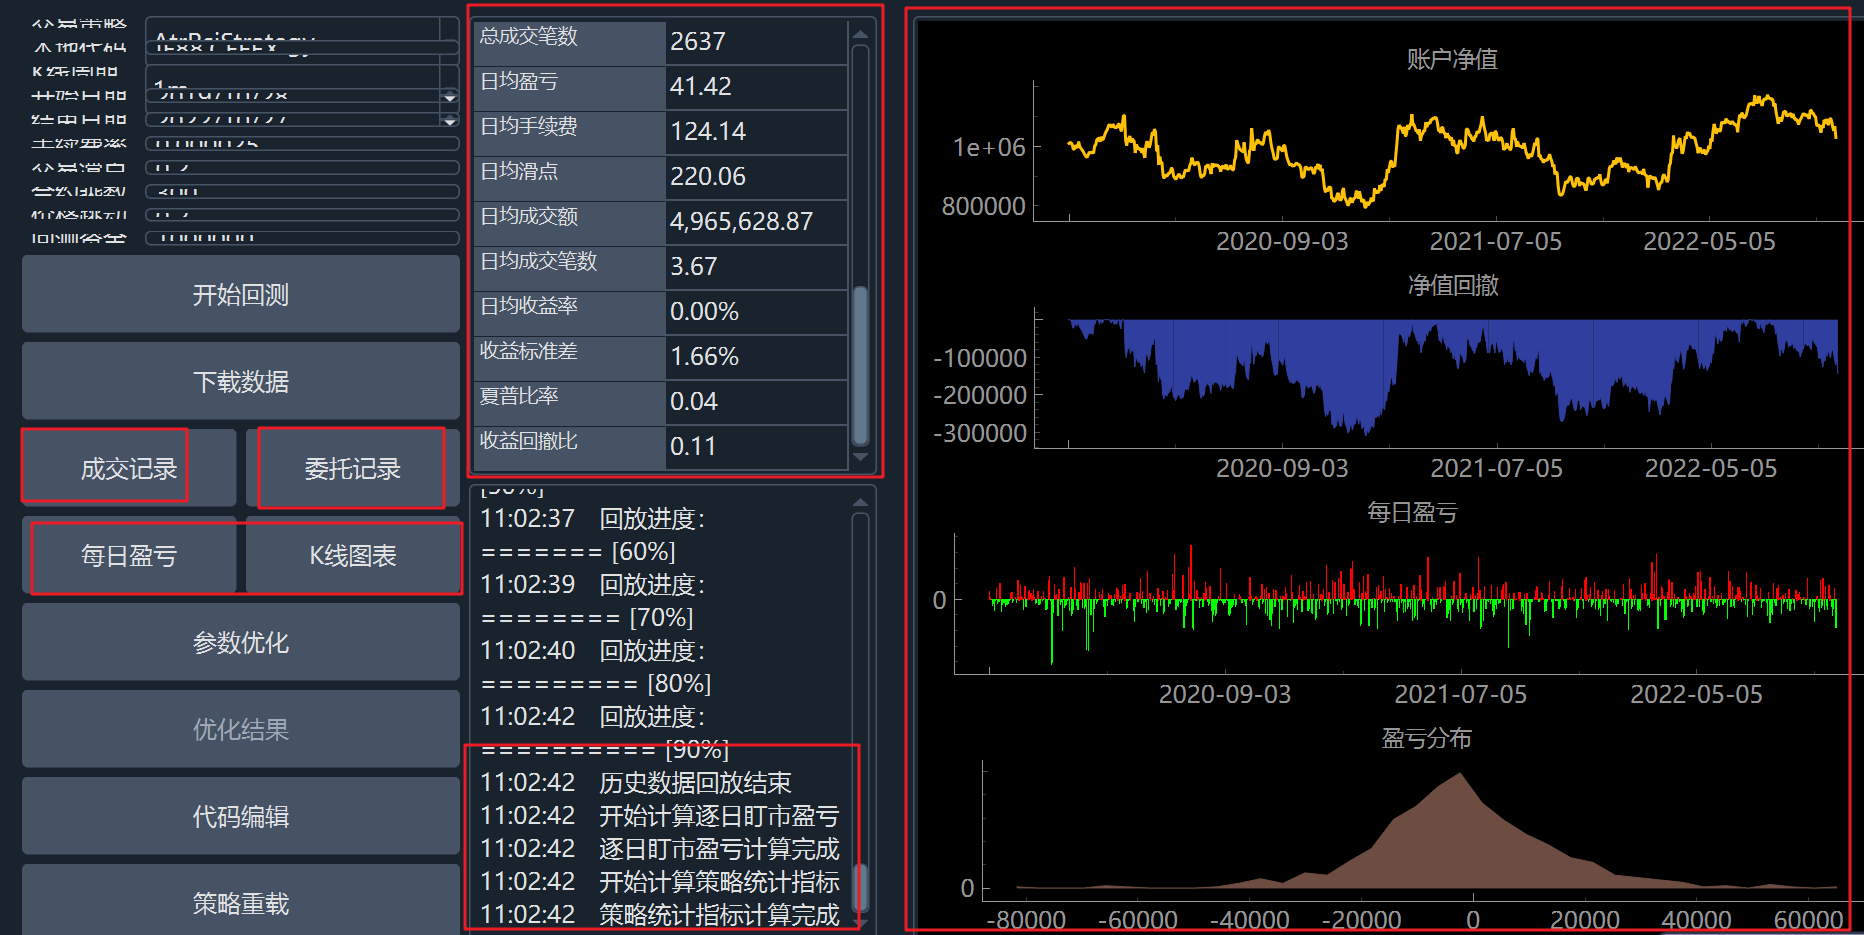 开始回测
下载数据
成交记录
委托记录
每日盈亏
K线图表
参数优化
优化结果
代码编辑
策略重载
总成交笔数 2637
日均盈亏 41.42
日均手续费 124.14
日均滑点 220.06
日均成交额 4,965,628.87
日均成交笔数 3.67
日均收益率 0.00%
收益标准差 1.66%
夏普比率 0.04
收益回撤比 0.11
11:02:37 回放进度：
======= [60%]
11:02:39 回放进度：
======== [70%]
11:02:40 回放进度：
========= [80%]
11:02:42 回放进度：
========== [90%]
11:02:42 历史数据回放结束
11:02:42 开始计算逐日盯市盈亏
11:02:42 逐日盯市盈亏计算完成
11:02:42 开始计算策略统计指标
11:02:42 策略统计指标计算完成
账户净值
1e+06
800000
2020-09-03 2021-07-05 2022-05-05
净值回撤
-100000
-200000
-300000
2020-09-03 2021-07-05 2022-05-05
每日盈亏
0
2020-09-03 2021-07-05 2022-05-05
盈亏分布
0
-80000 -60000 -40000 -20000 0 20000 40000 60000